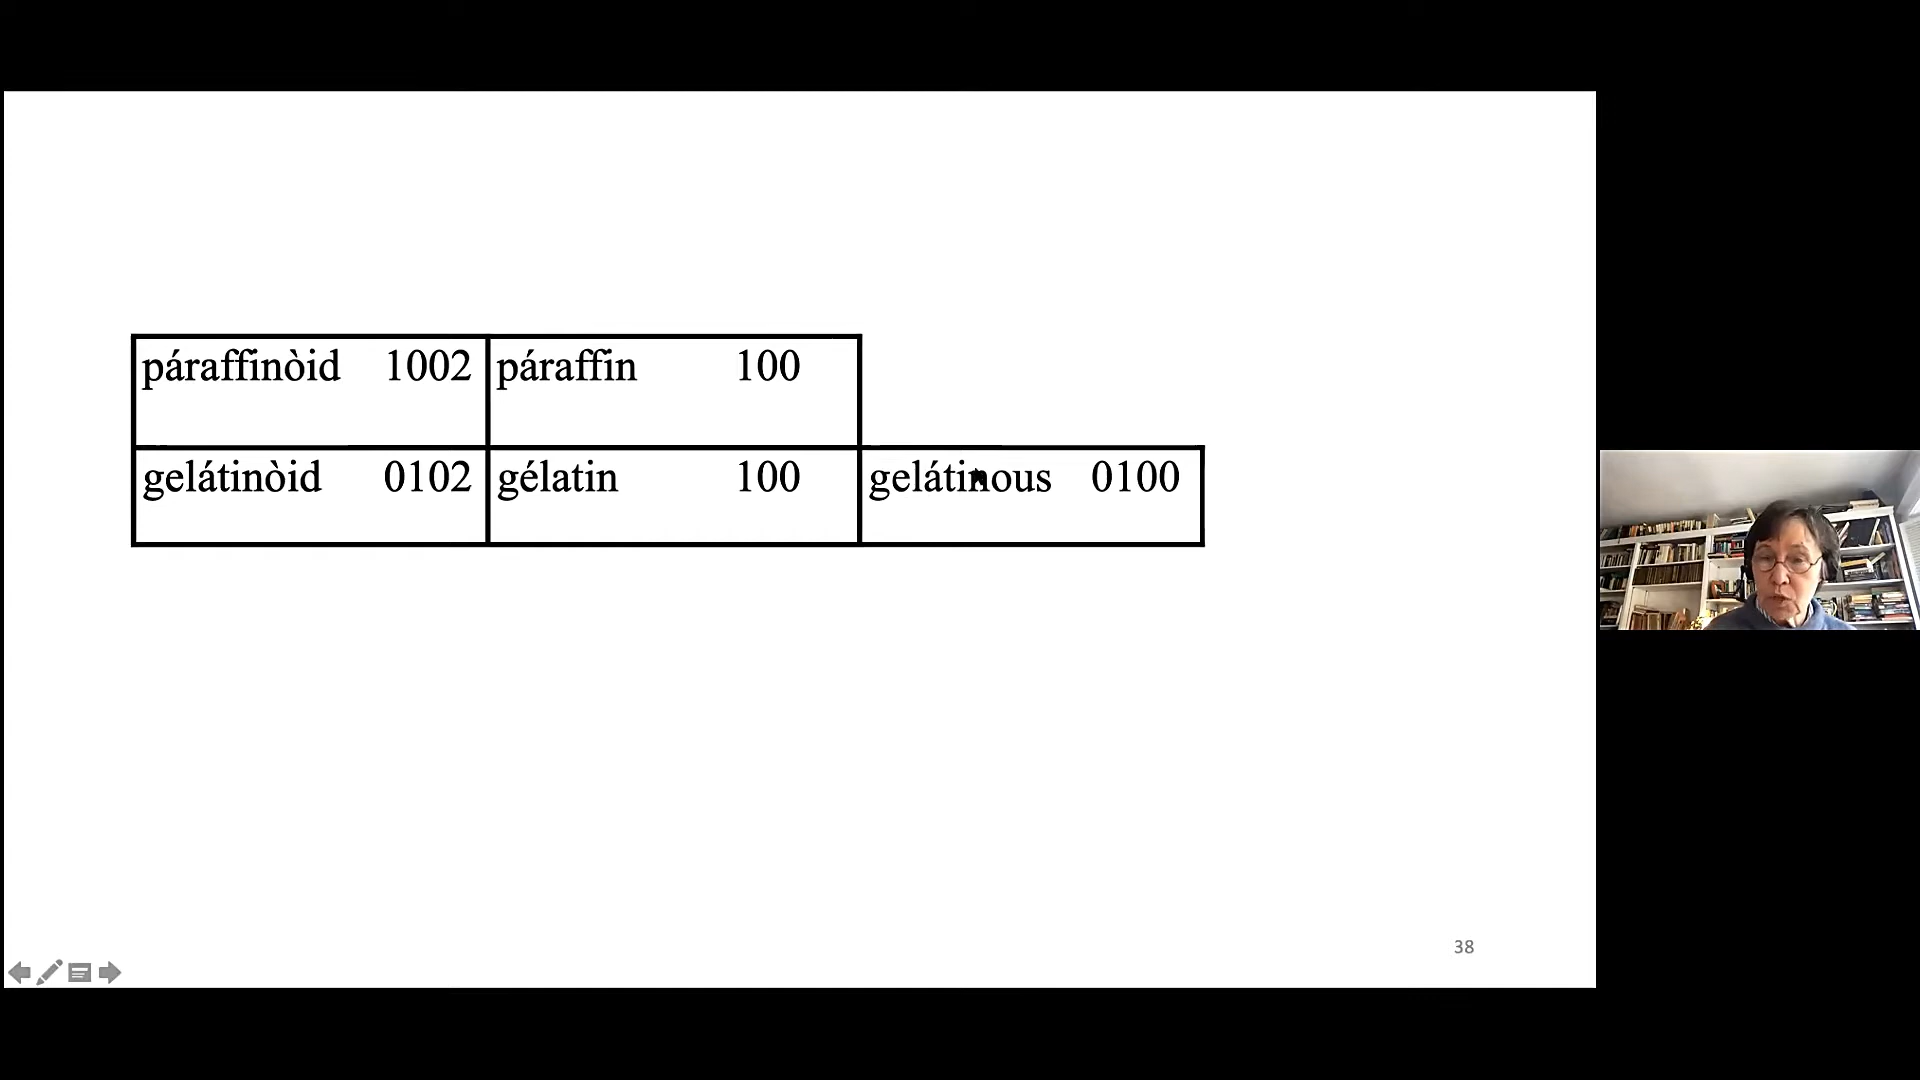 páraffinòid 1002 páraffin 100
gelátinòid 0102 gélatin 100 gelátinous 0100
38